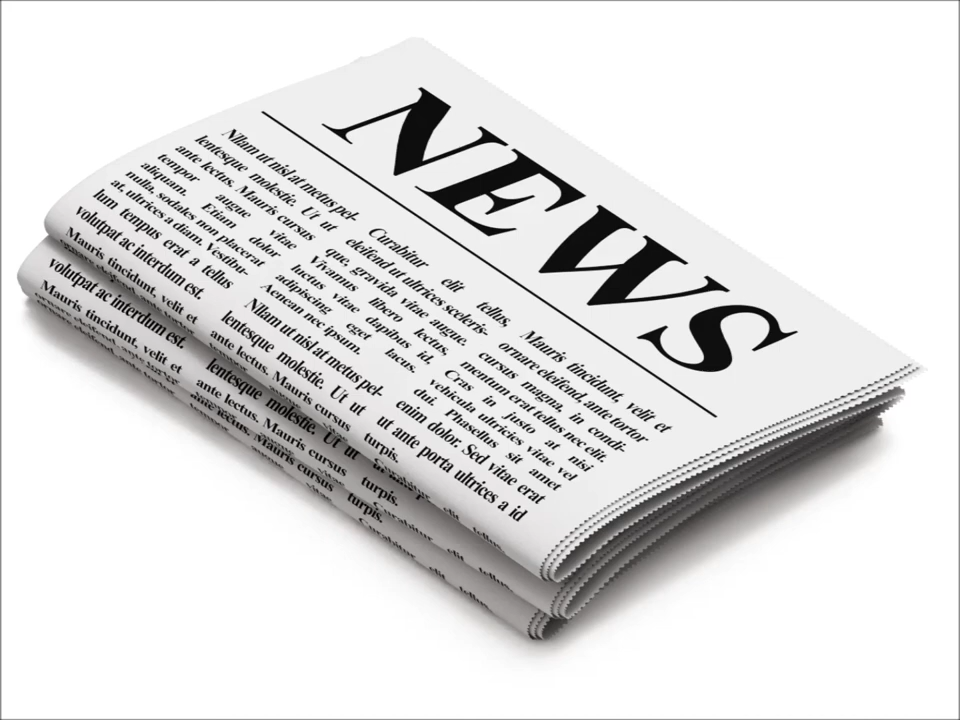 NEWS
Nllam ut nisl at metus pel-
lentesque molestie. Ut ut
ante lectus. Mauris cursus
tempor augue vitae
aliquam. Etiam dolor
nulla, sodales non placerat
at, ultrices a diam. Vestibu-
lum tempus erat a tellus
volutpat ac interdum est.
Mauris tincidunt, velit et
Curabitur elit tellus,
eleifend ut ultrices sceleris-
que, gravida vitae augue.
Vivamus libero lectus,
luctus vitae dapibus id,
adipiscing eget lacus.
Aenean nec ipsum.
Nllam ut nisl at metus pel-
lentesque molestie. Ut ut
ante lectus. Mauris cursus
Mauris tincidunt, velit et
ornare eleifend, ante tortor
cursus magna, in condi-
mentum erat tellus nec elit.
Cras in justo at nisi
vehicula ultricies vitae vel
dui. Phasellus sit amet
enim dolor. Sed vitae erat
ut ante porta ultrices a id
turpis.
volutpat ac interdum est.
Mauris tincidunt, velit et
lentesque molestie. Ut ut
ante lectus. Mauris cursus
turpis.
Curabitur elit tellus,